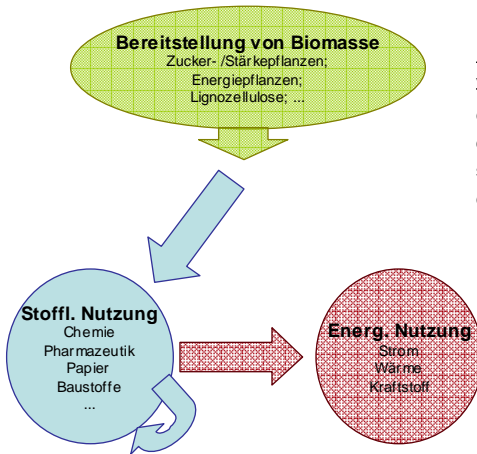 Bereitstellung von Biomasse
Zucker- /Stärkepflanzen;
Energiepflanzen;
Lignozellulose; ...
Stoffl. Nutzung
Chemie
Pharmazeutik
Papier
Baustoffe
...
Energ. Nutzung
Strom
Wärme
Kraftstoff